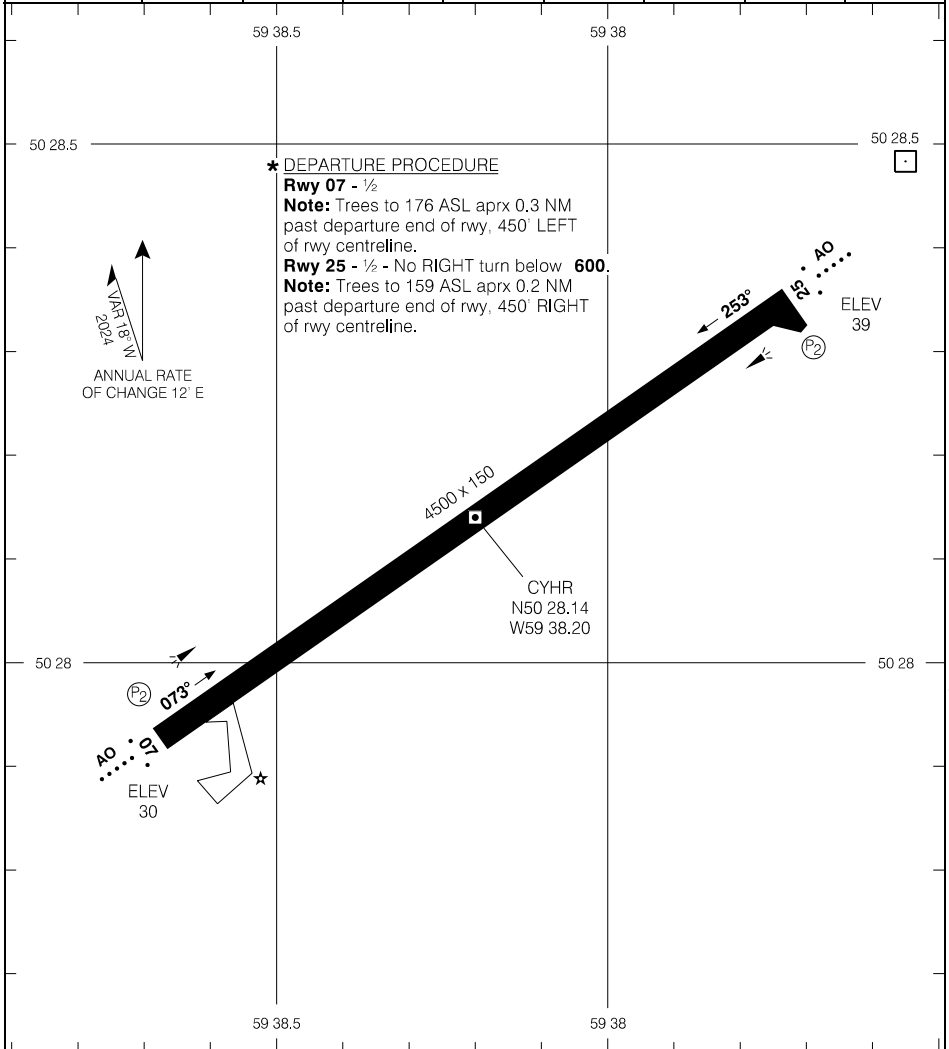 59 38.5
59 38
50 28.5
50 28.5
* DEPARTURE PROCEDURE
Rwy 07 - ½
Note: Trees to 176 ASL aprx 0.3 NM
past departure end of rwy, 450' LEFT
of rwy centreline.
Rwy 25 - ½ - No RIGHT turn below 600.
Note: Trees to 159 ASL aprx 0.2 NM
past departure end of rwy, 450' RIGHT
of rwy centreline.
VAR 18° W
2024
ANNUAL RATE
OF CHANGE 12' E
AO
25
ELEV
39
253°
P2
4500 x 150
CYHR
N50 28.14
W59 38.20
50 28
50 28
P2
073°
AO
07
ELEV
30
59 38.5
59 38